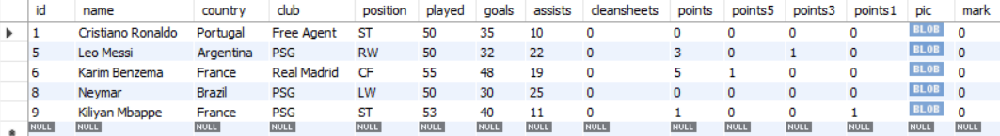 id name country club position played goals assists cleansheets points points5 points3 points1 pic mark
1 Cristiano Ronaldo Portugal Free Agent ST 50 35 10 0 0 0 0 0 BLOB 0
5 Leo Messi Argentina PSG RW 50 32 22 0 3 0 1 0 BLOB 0
6 Karim Benzema France Real Madrid CF 55 48 19 0 5 1 0 0 BLOB 0
8 Neymar Brazil PSG LW 50 30 25 0 0 0 0 0 BLOB 0
9 Kiliyan Mbappe France PSG ST 53 40 11 0 1 0 0 1 BLOB 0
NULL NULL NULL NULL NULL NULL NULL NULL NULL NULL NULL NULL NULL NULL NULL